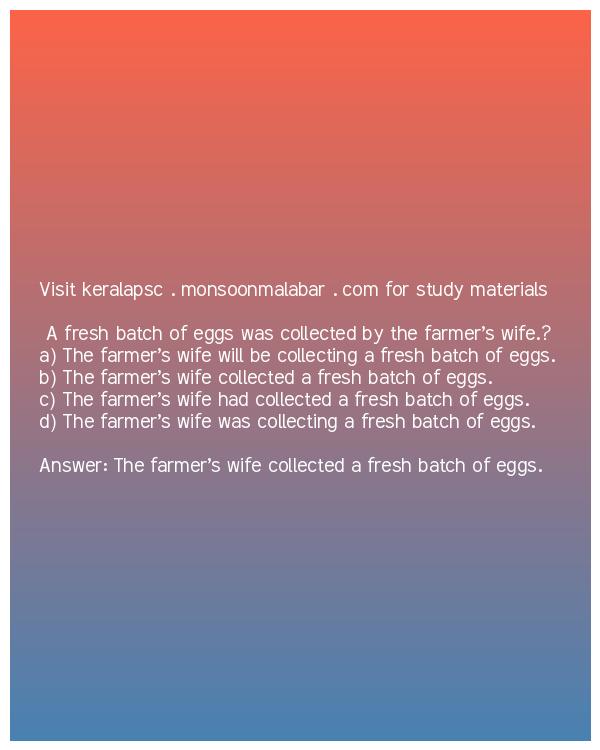 Visit keralapsc . monsoonmalabar . com for study materials
A fresh batch of eggs was collected by the farmer’s wife.?
a) The farmer’s wife will be collecting a fresh batch of eggs.
b) The farmer’s wife collected a fresh batch of eggs.
c) The farmer’s wife had collected a fresh batch of eggs.
d) The farmer’s wife was collecting a fresh batch of eggs.
Answer: The farmer’s wife collected a fresh batch of eggs.